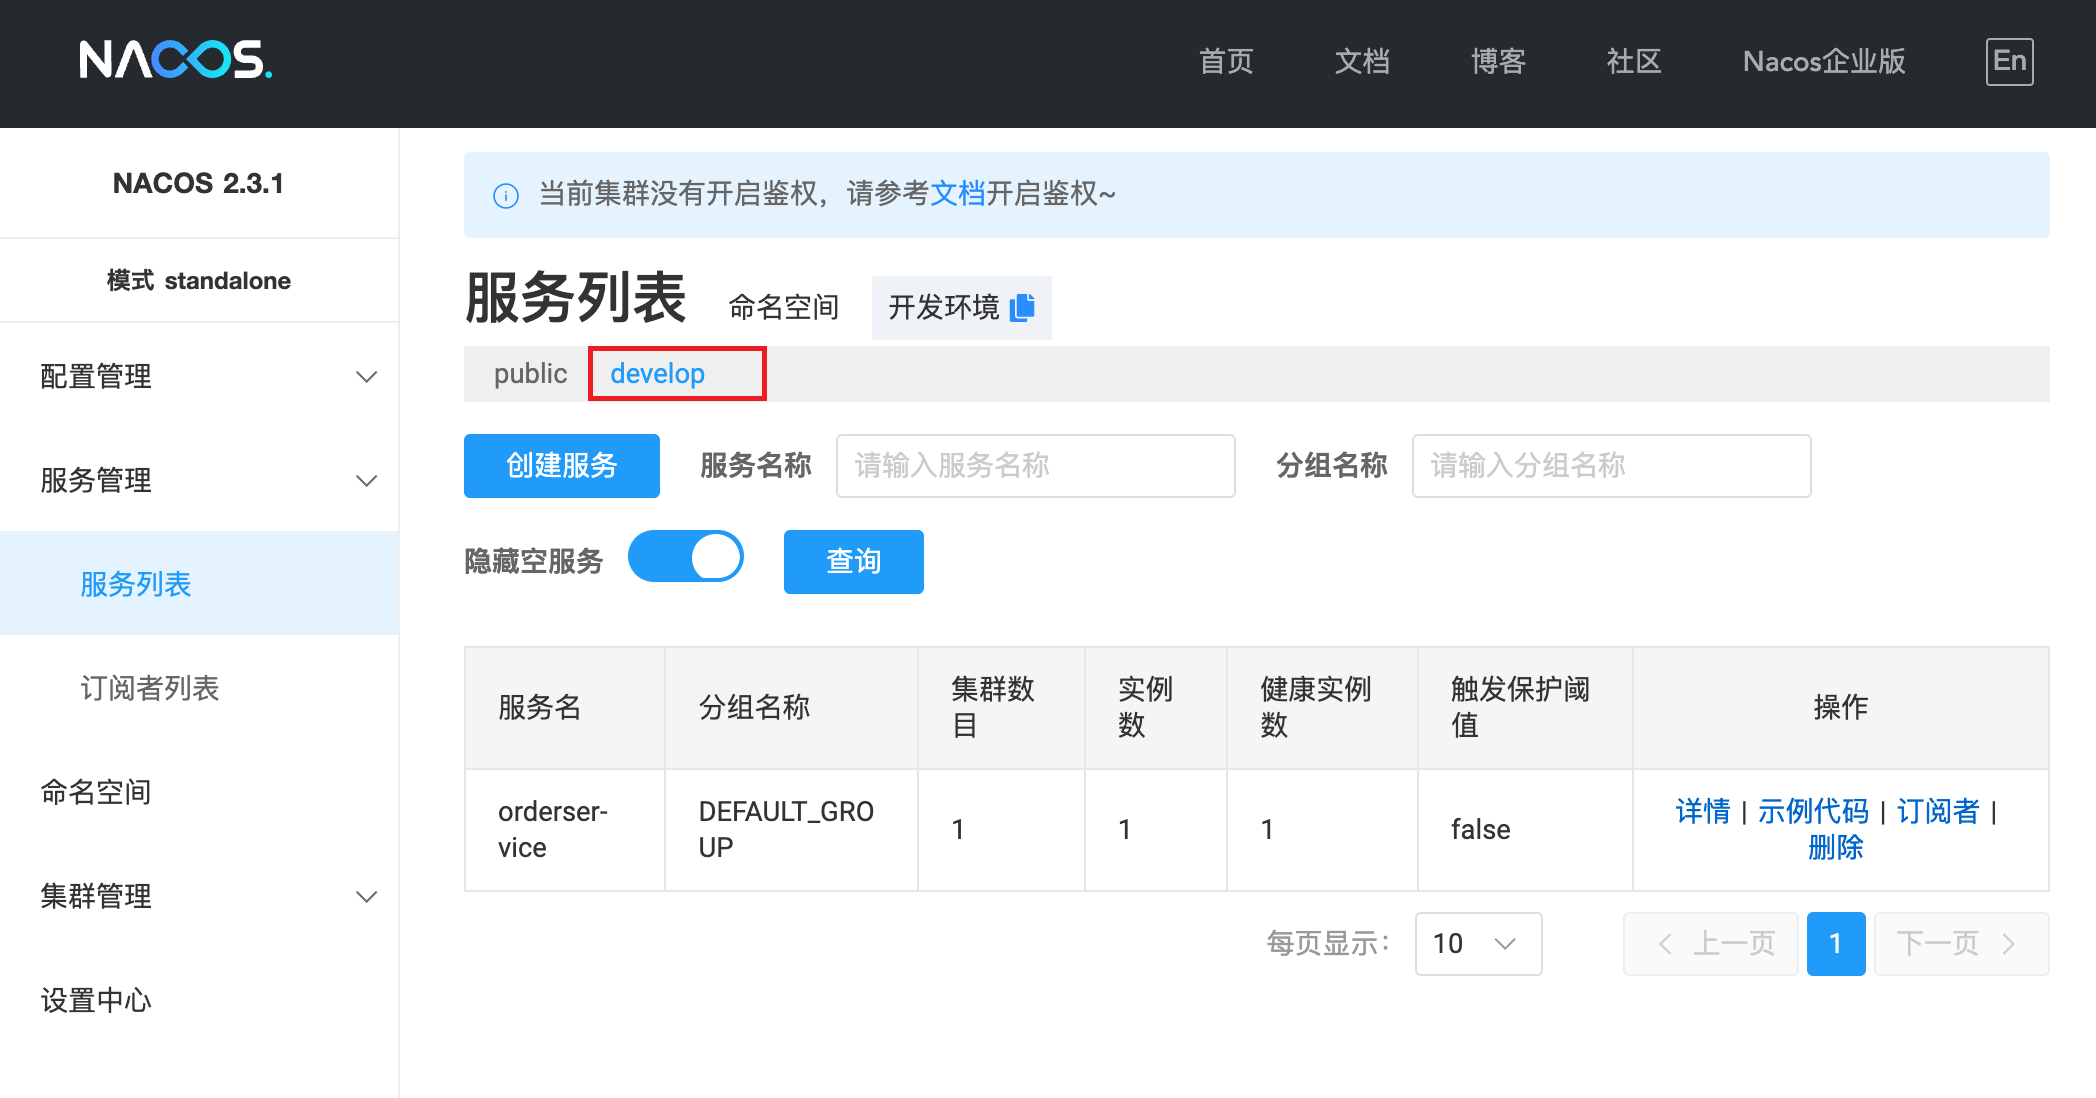 NACOS.
首页 文档 博客 社区 Nacos企业版 En
NACOS 2.3.1
模式 standalone
配置管理
服务管理
服务列表
订阅者列表
命名空间
集群管理
设置中心
当前集群没有开启鉴权，请参考文档开启鉴权~
服务列表 命名空间 开发环境
public develop
创建服务 服务名称 请输入服务名称 分组名称 请输入分组名称
隐藏空服务 查询
服务名 分组名称 集群数目 实例数 健康实例数 触发保护阈值 操作
orderser-
vice
DEFAULT_GRO
UP
1 1 1 false
详情 | 示例代码 | 订阅者 |
删除
每页显示： 10 上一页 1 下一页